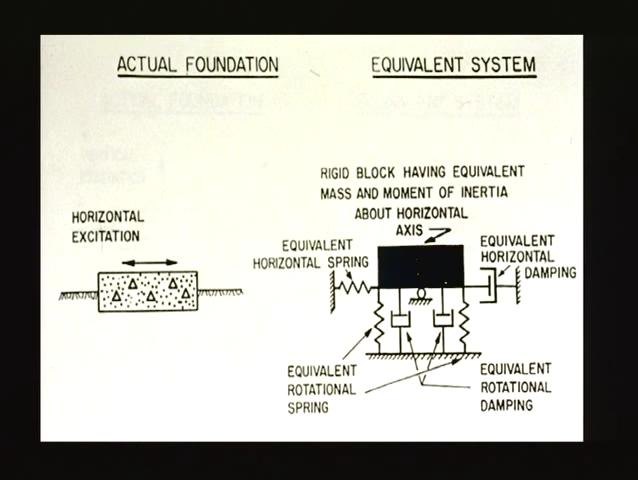 ACTUAL FOUNDATION
EQUIVALENT SYSTEM
RIGID BLOCK HAVING EQUIVALENT
MASS AND MOMENT OF INERTIA
ABOUT HORIZONTAL
AXIS
HORIZONTAL
EXCITATION
EQUIVALENT
HORIZONTAL SPRING
EQUIVALENT
HORIZONTAL
DAMPING
EQUIVALENT
ROTATIONAL
SPRING
EQUIVALENT
ROTATIONAL
DAMPING